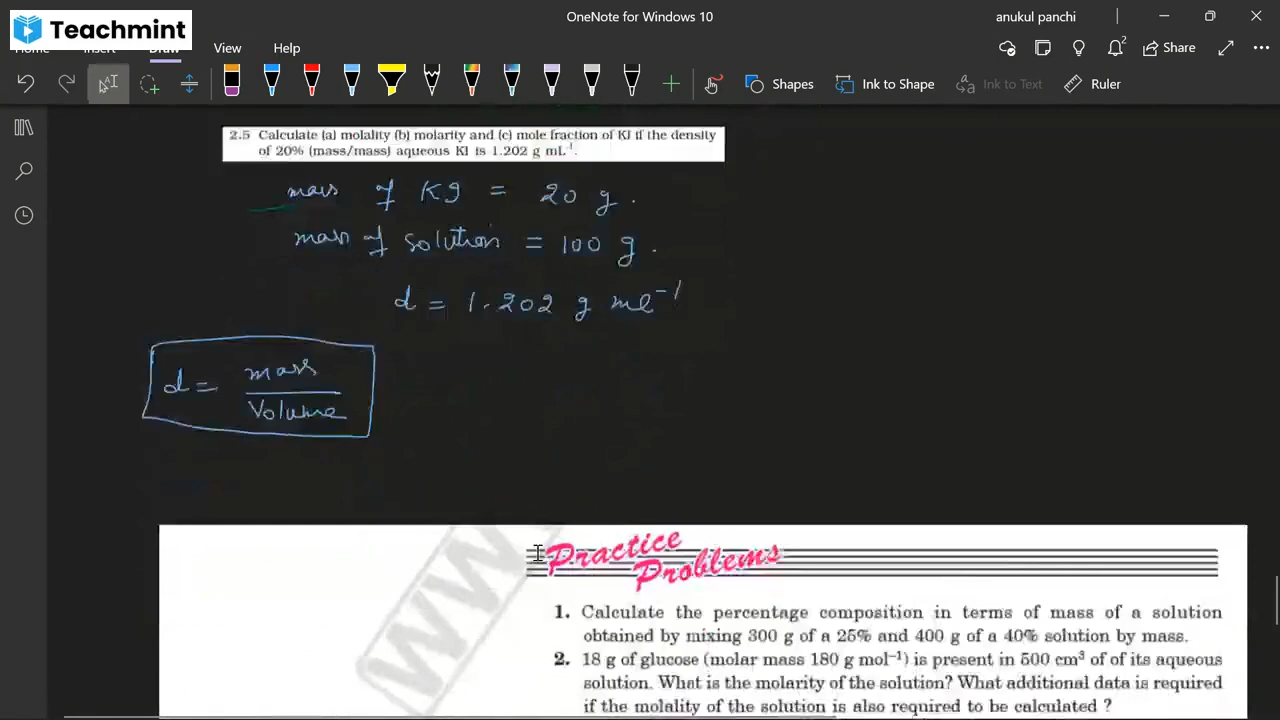 OneNote for Windows 10
anukul panchi
Teachmint
Home Insert Draw View Help
2
Share
Shapes
Ink to Shape
Ink to Text
Ruler
2.5 Calculate (a) molality (b) molarity and (c) mole fraction of KI if the density
of 20% (mass/mass) aqueous KI is 1.202 g mL⁻¹.
mass of KI = 20 g.
mass of solution = 100 g.
d = 1.202 g ml⁻¹
d = mass / Volume
WW
Practice
Problems
1. Calculate the percentage composition in terms of mass of a solution
obtained by mixing 300 g of a 25% and 400 g of a 40% solution by mass.
2. 18 g of glucose (molar mass 180 g mol⁻¹) is present in 500 cm³ of of its aqueous
solution. What is the molarity of the solution? What additional data is required
if the molality of the solution is also required to be calculated ?